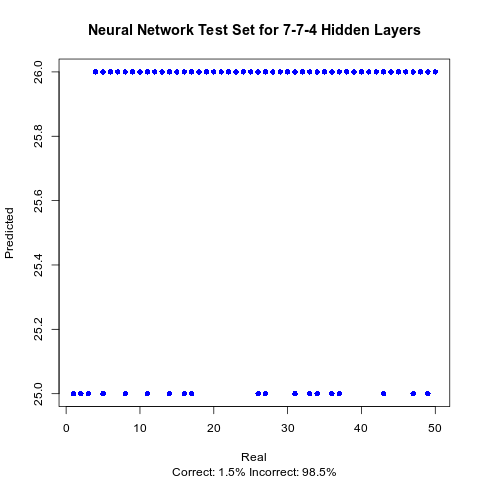 Neural Network Test Set for 7-7-4 Hidden Layers
Predicted
26.0
25.8
25.6
25.4
25.2
25.0
0 10 20 30 40 50
Real
Correct: 1.5% Incorrect: 98.5%